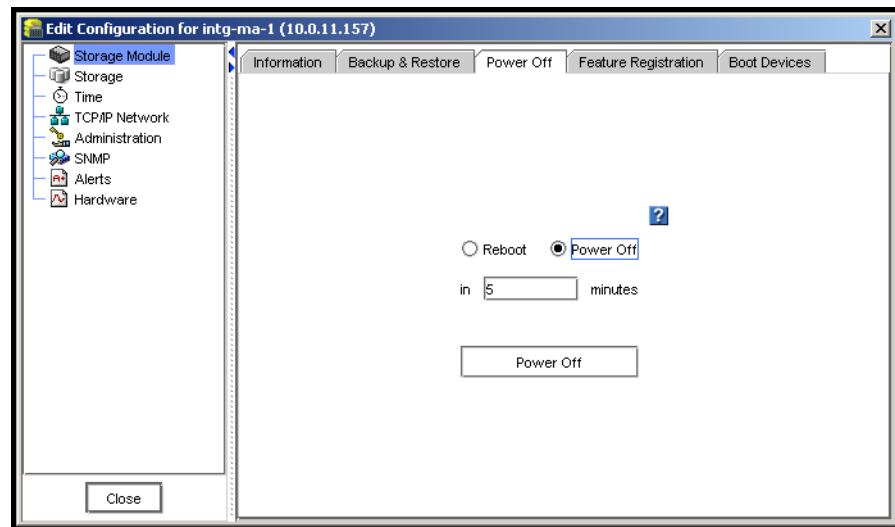 Edit Configuration for intg-ma-1 (10.0.11.157)
Storage Module
Storage
Time
TCP/IP Network
Administration
SNMP
Alerts
Hardware
Close
Information Backup & Restore Power Off Feature Registration Boot Devices
?
Reboot Power Off
in 5 minutes
Power Off